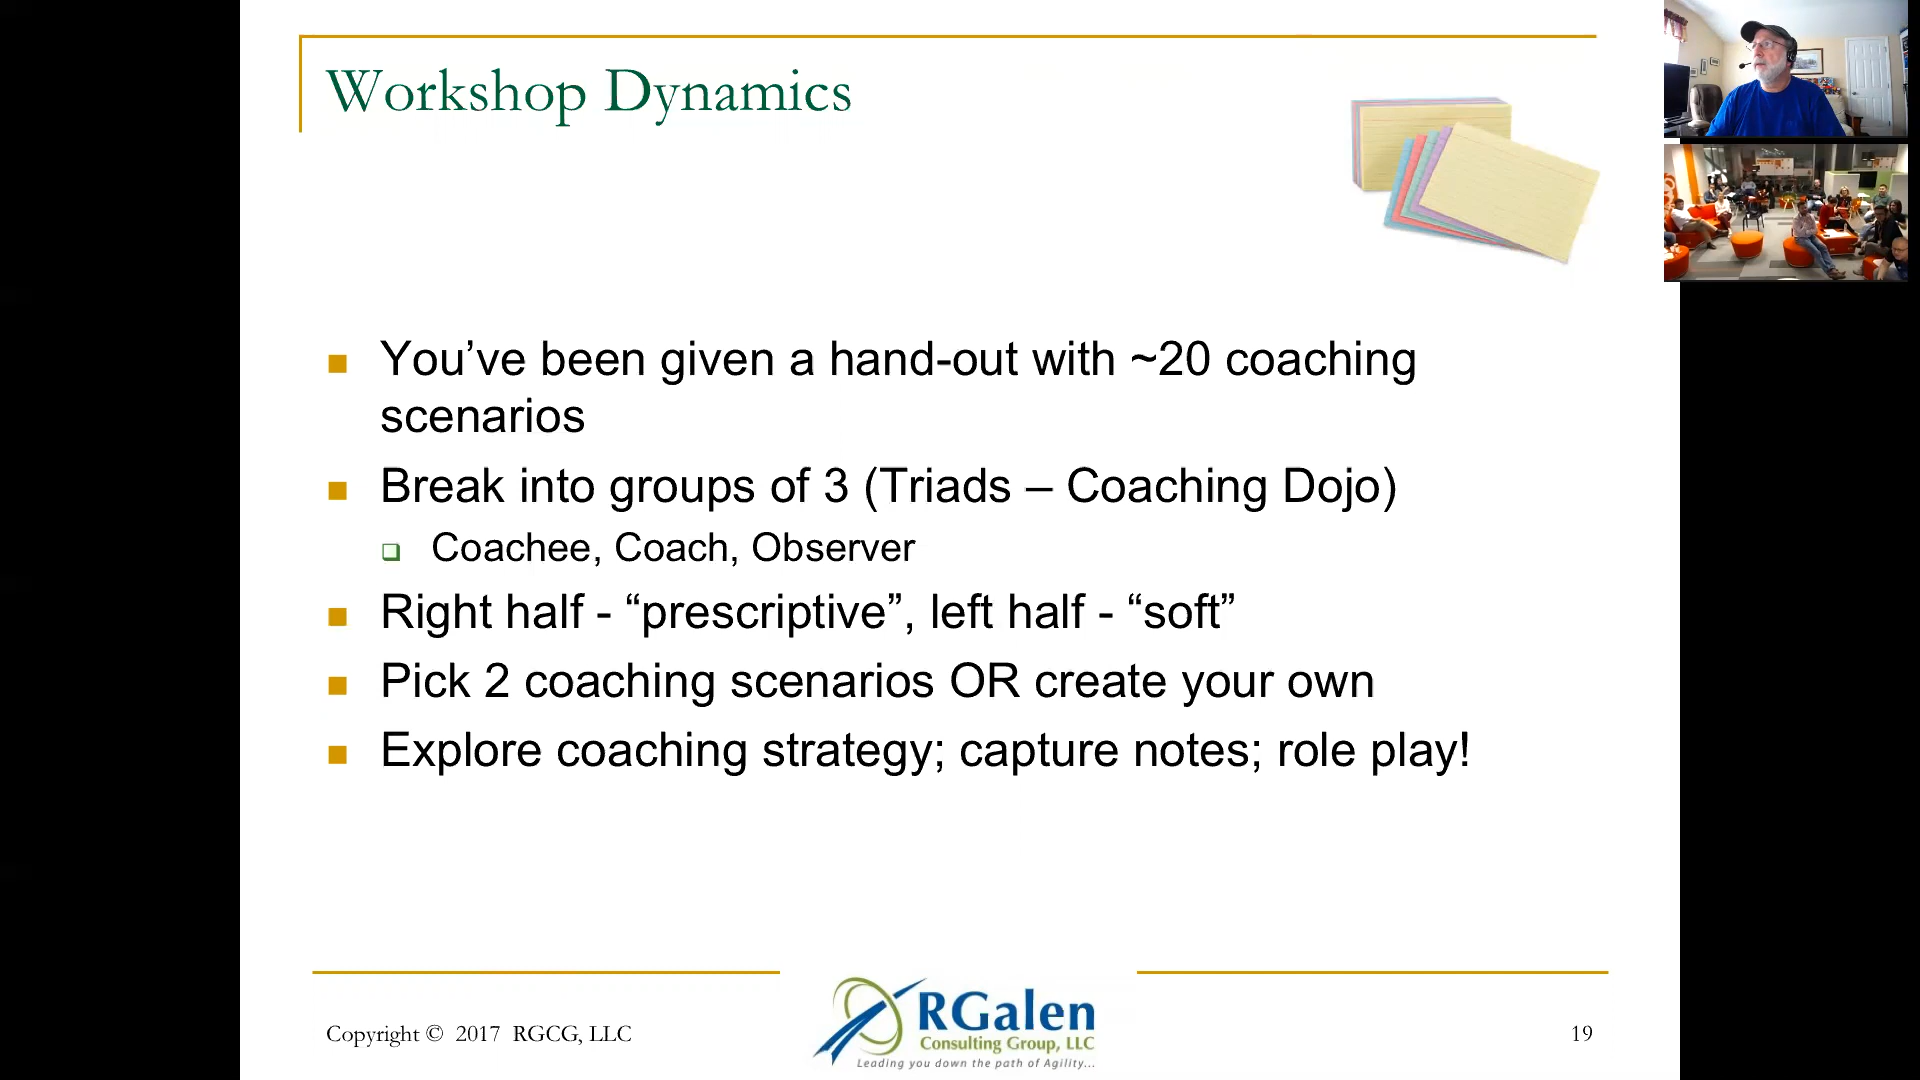 Workshop Dynamics
You’ve been given a hand-out with ~20 coaching
scenarios
Break into groups of 3 (Triads – Coaching Dojo)
Coachee, Coach, Observer
Right half - “prescriptive”, left half - “soft”
Pick 2 coaching scenarios OR create your own
Explore coaching strategy; capture notes; role play!
Copyright © 2017 RGCG, LLC
RGalen
Consulting Group, LLC
Leading you down the path of Agility...
19